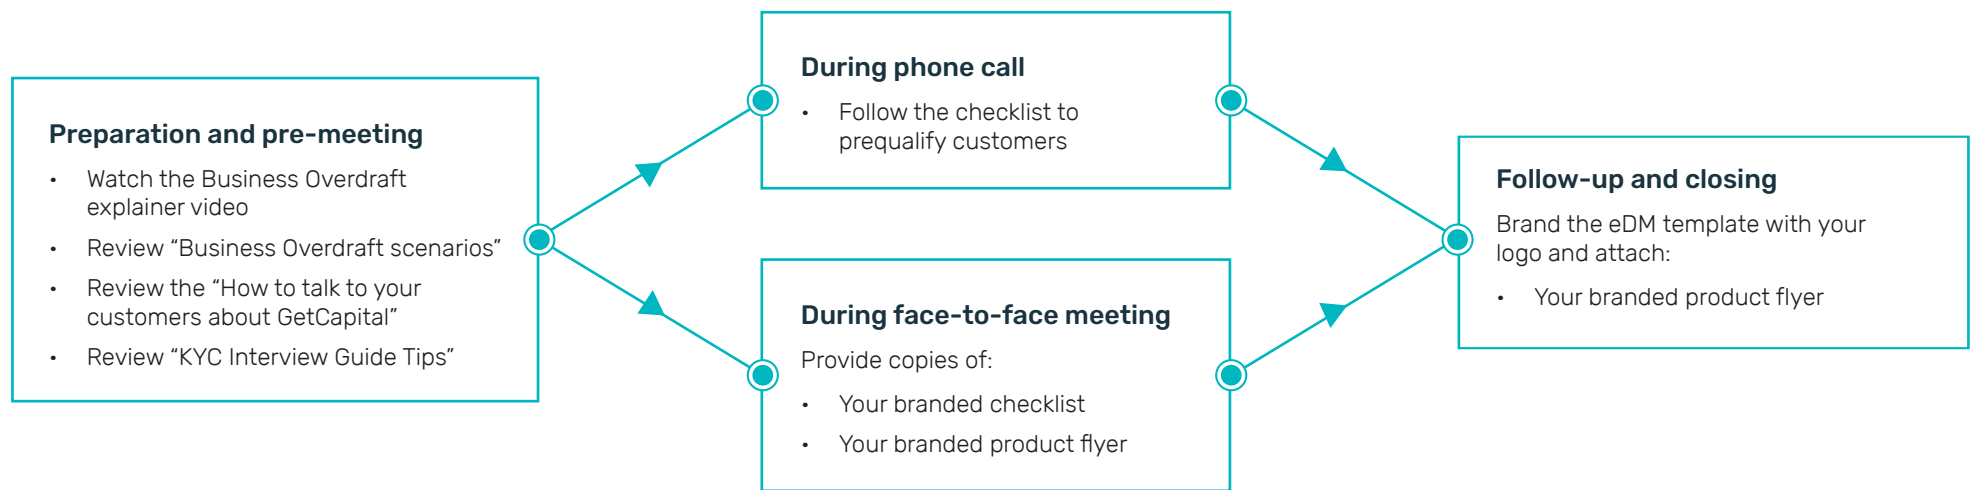 Preparation and pre-meeting
• Watch the Business Overdraft
explainer video
• Review “Business Overdraft scenarios”
• Review the “How to talk to your
customers about GetCapital”
• Review “KYC Interview Guide Tips”
During phone call
• Follow the checklist to
prequalify customers
During face-to-face meeting
Provide copies of:
• Your branded checklist
• Your branded product flyer
Follow-up and closing
Brand the eDM template with your
logo and attach:
• Your branded product flyer